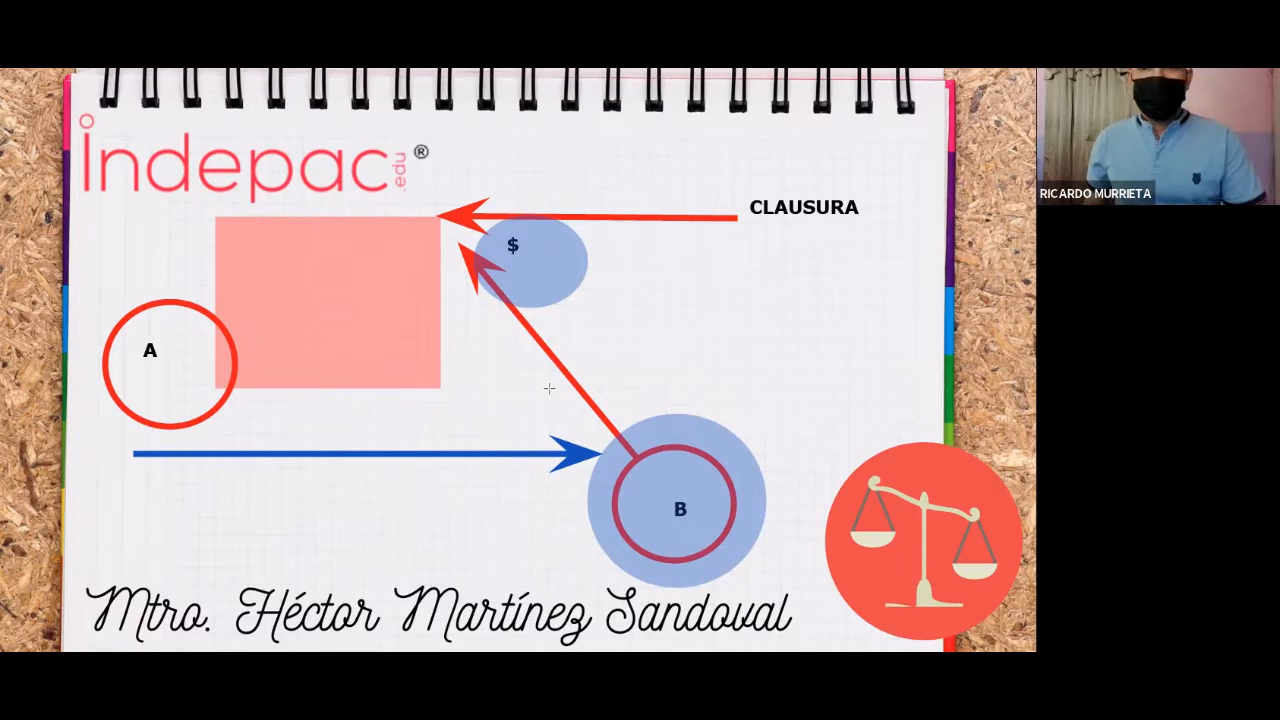 indepac.edu®
CLAUSURA
$
A
B
Mtro. Héctor Martínez Sandoval
RICARDO MURRIETA